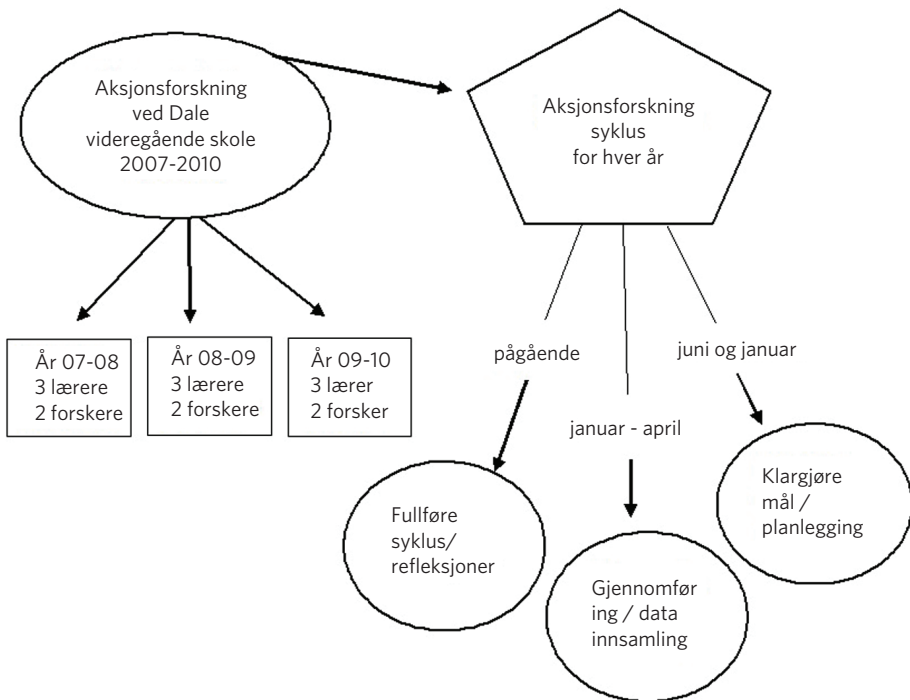 Aksjonsforskning
ved Dale
videregående skole
2007-2010
Aksjonsforskning
syklus
for hver år
År 07-08
3 lærere
2 forskere
År 08-09
3 lærere
2 forskere
År 09-10
3 lærer
2 forsker
pågående
januar - april
juni og januar
Fullføre
syklus/
refleksjoner
Gjennomfør
ing / data
innsamling
Klargjøre
mål /
planlegging